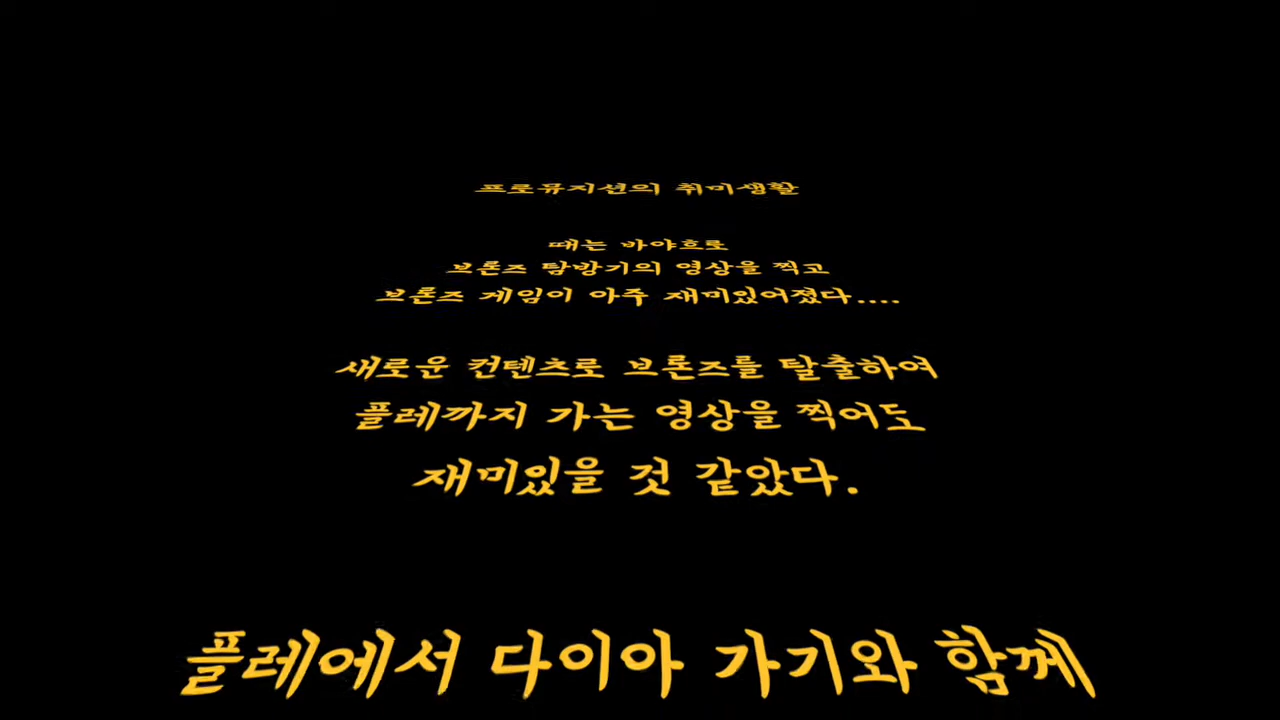 프로뮤지션의 취미생활
때는 바야흐로
브론즈 탐방기의 영상을 찍고
브론즈 게임이 아주 재미있어졌다....
새로운 컨텐츠로 브론즈를 탈출하여
플레까지 가는 영상을 찍어도
재미있을 것 같았다.
플레에서 다이아 가기와 함께